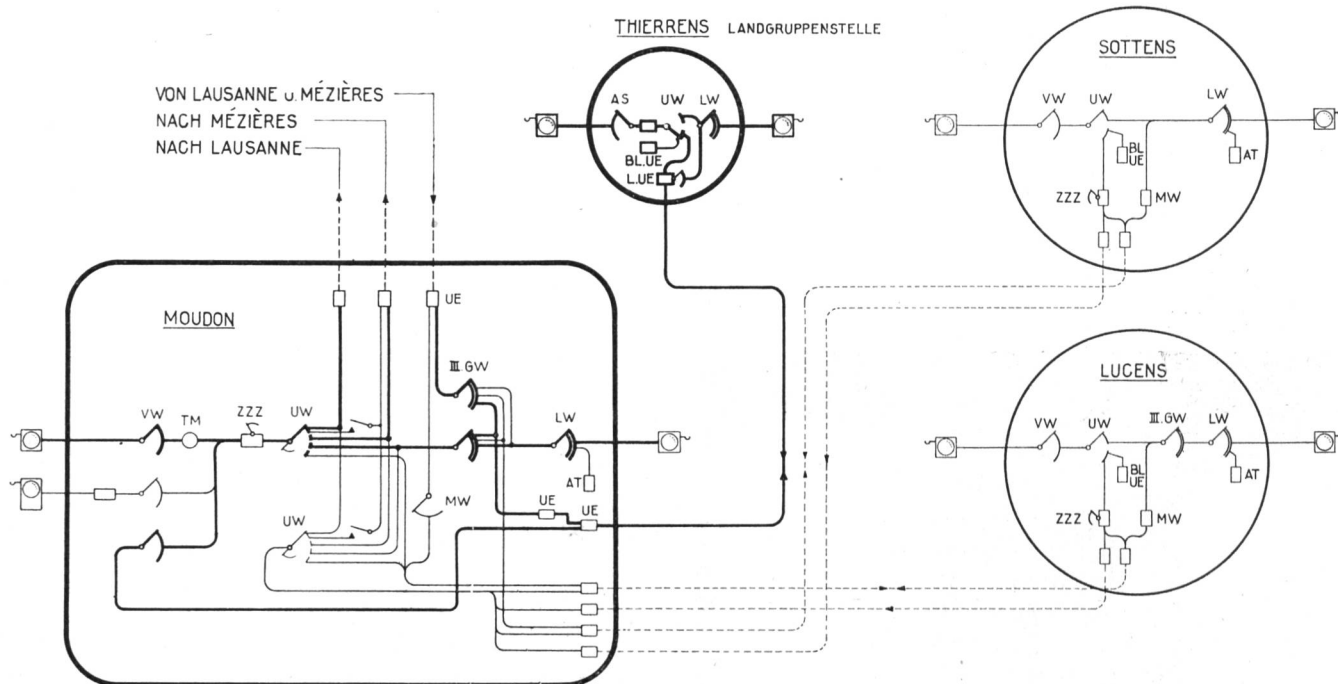 THIERRENS LANDGRUPPENSTELLE
AS UW LW
BL.UE
L.UE
SOTTENS
VW UW LW
BL
UE
AT
ZZZ
MW
VON LAUSANNE u. MÉZIÈRES
NACH MÉZIÈRES
NACH LAUSANNE
MOUDON
UE
III.GW
VW TM ZZZ UW LW
AT
MW
UE
UE
UW
LUCENS
VW UW III.GW LW
BL
UE
AT
ZZZ
MW